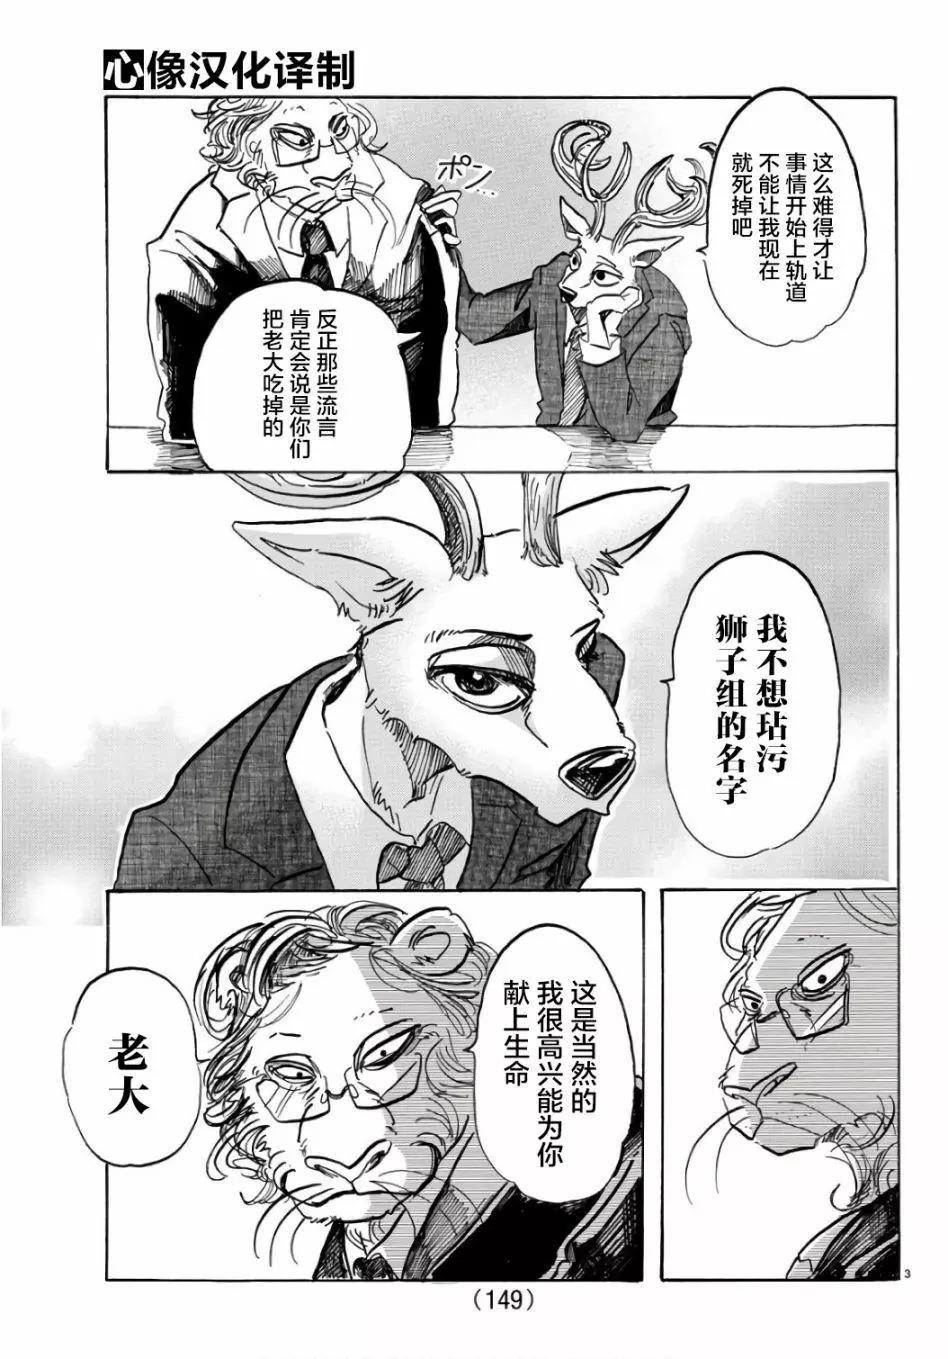 心像汉化译制
这么难得才让
事情开始上轨道
不能让我现在
就死掉吧
ポン…
反正那些流言
肯定会说是你们
把老大吃掉的
我不想玷污
狮子组的名字
这是当然的
我很高兴能为你
献上生命
老大
3
（149）